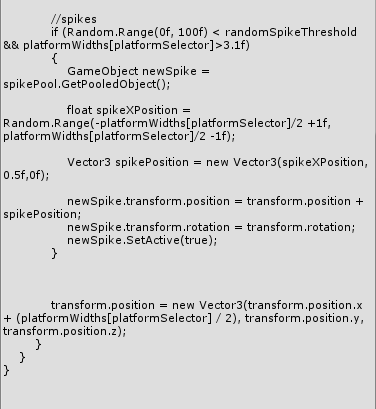 //spikes
if (Random.Range(0f, 100f) < randomSpikeThreshold
&& platformWidths[platformSelector]>3.1f)
{
GameObject newSpike =
spikePool.GetPooledObject();
float spikeXPosition =
Random.Range(-platformWidths[platformSelector]/2 +1f,
platformWidths[platformSelector]/2 -1f);
Vector3 spikePosition = new Vector3(spikeXPosition,
0.5f,0f);
newSpike.transform.position = transform.position +
spikePosition;
newSpike.transform.rotation = transform.rotation;
newSpike.SetActive(true);
}
transform.position = new Vector3(transform.position.x
+ (platformWidths[platformSelector] / 2), transform.position.y,
transform.position.z);
}
}
}